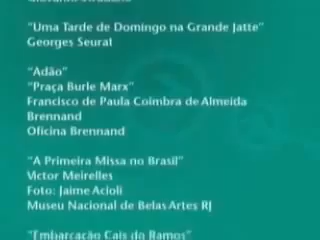 "Uma Tarde de Domingo na Grande Jatte"
Georges Seurat
"Adão"
"Praça Burle Marx"
Francisco de Paula Coimbra de Almeida
Brennand
Oficina Brennand
"A Primeira Missa no Brasil"
Victor Meirelles
Foto: Jaime Acioli
Museu Nacional de Belas Artes RJ
"Embarcação Cais do Ramos"